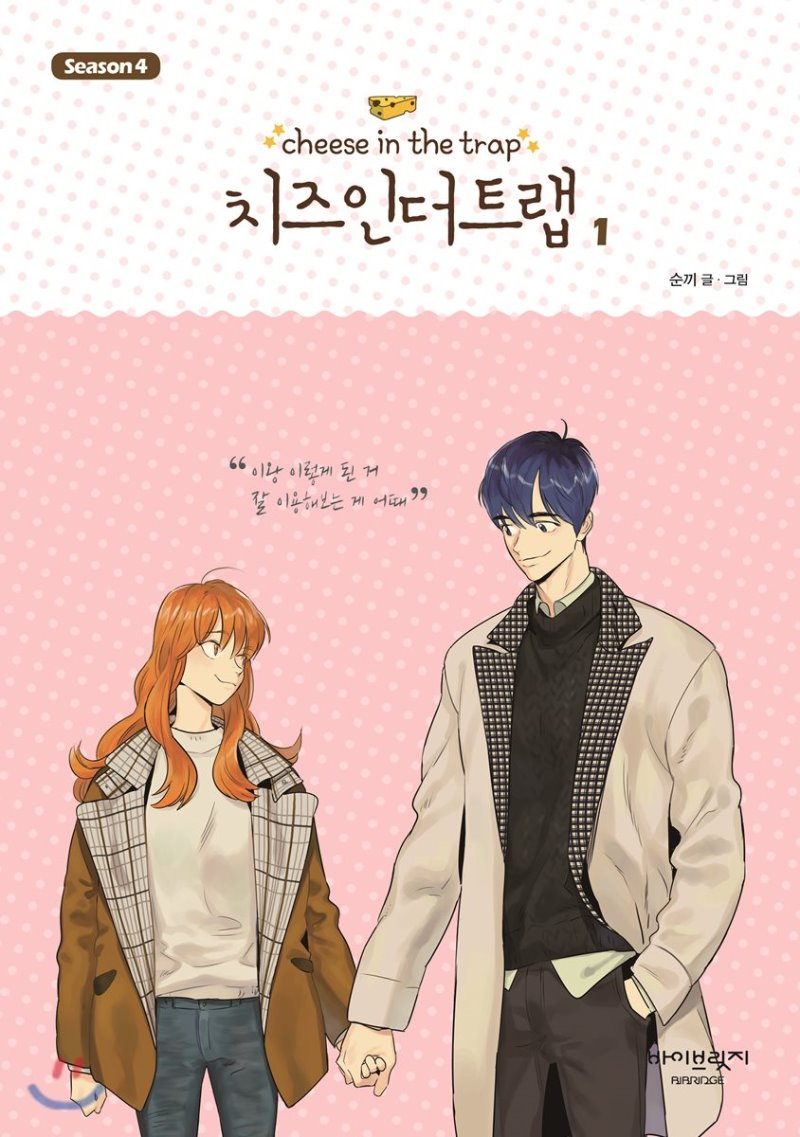 Season 4
cheese in the trap
치즈인더트랩 1
순끼 글·그림
“이왕 이렇게 된 거
잘 이용해보는 게 어때”
바이브릿지
BIBRIDGE